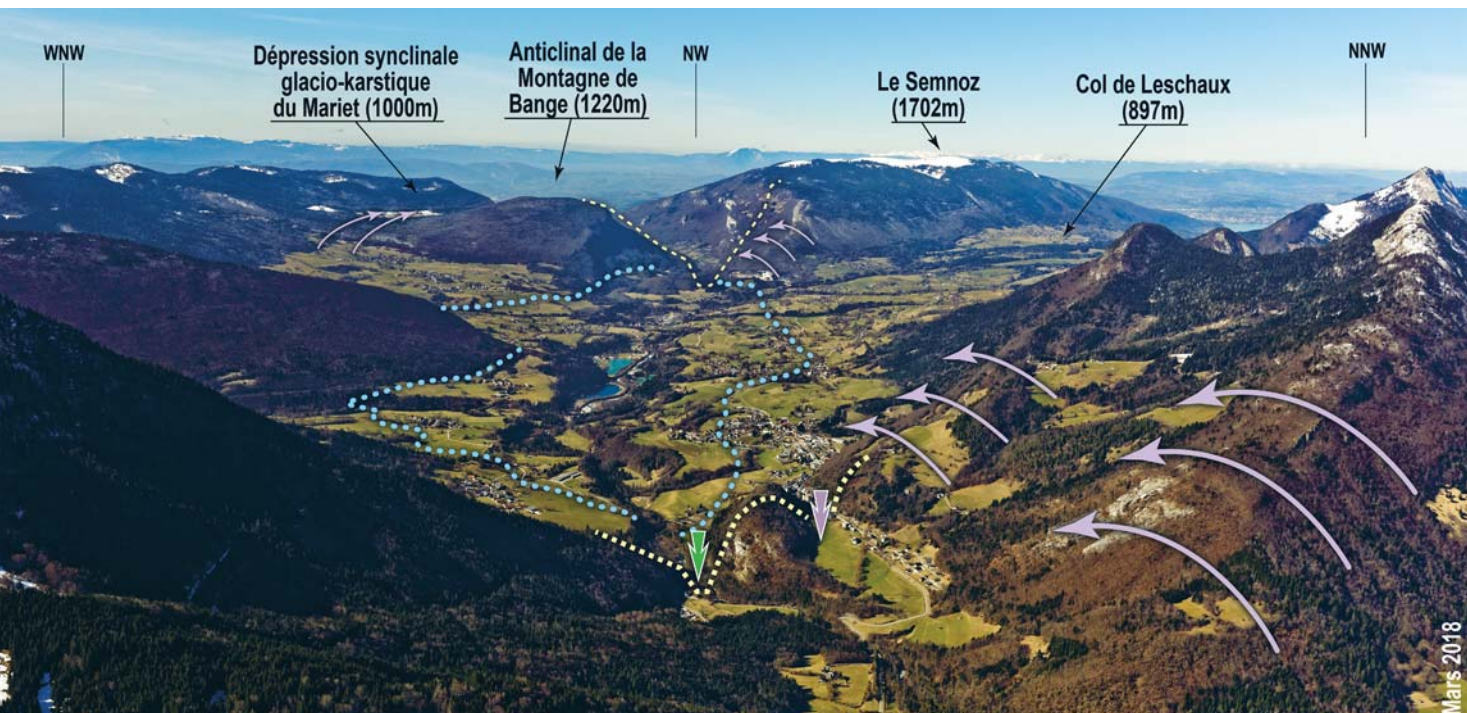 WNW
Dépression synclinale
glacio-karstique
du Mariet (1000m)
Anticlinal de la
Montagne de
Bange (1220m)
NW
Le Semnoz
(1702m)
Col de Leschaux
(897m)
NNW
Mars 2018